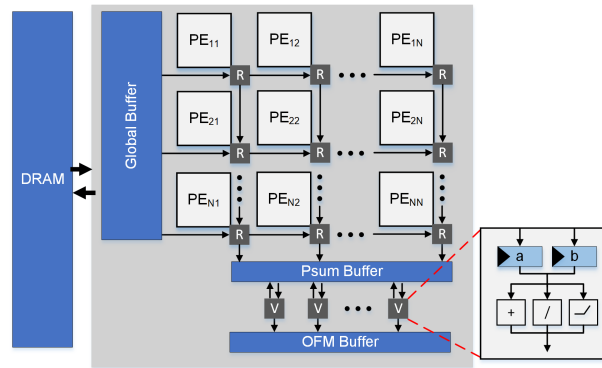 PE11 PE12 PE1N
R R R
PE21 PE22 PE2N
R R R
PEN1 PEN2 PENN
R R R
DRAM
Global Buffer
Psum Buffer
V V V
OFM Buffer
a b
+ /